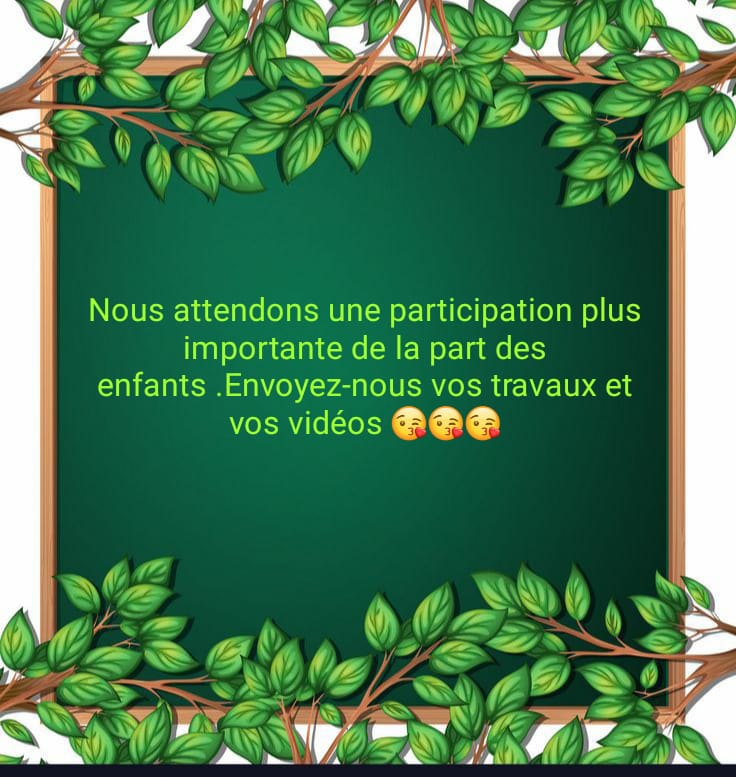 Nous attendons une participation plus
importante de la part des
enfants .Envoyez-nous vos travaux et
vos vidéos 😘😘😘